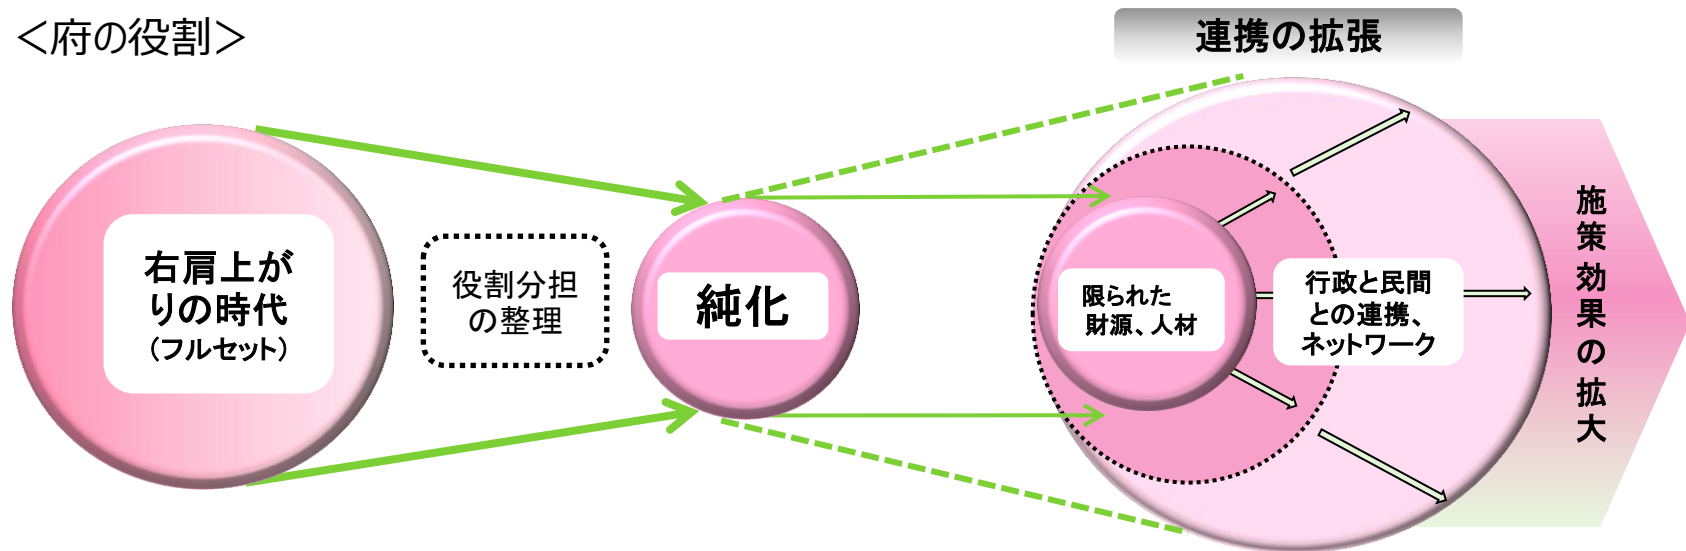 ＜府の役割＞
連携の拡張
右肩上が
りの時代
（フルセット）
役割分担
の整理
純化
限られた
財源、人材
行政と民間
との連携、
ネットワーク
施策効果の拡大